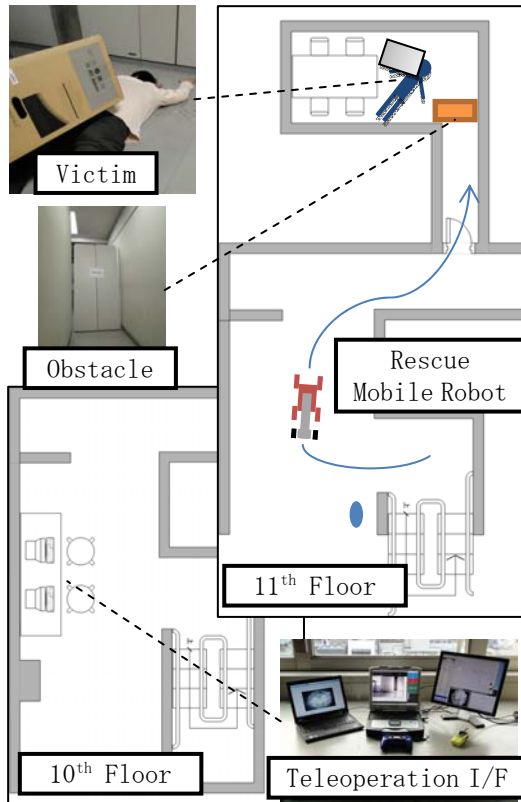 Victim
Obstacle
Rescue
Mobile Robot
11th Floor
10th Floor
Teleoperation I/F